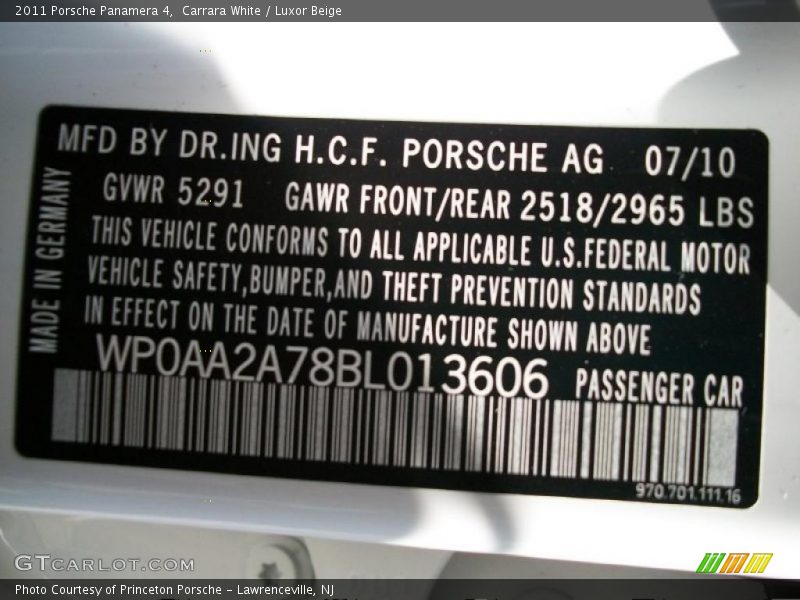 2011 Porsche Panamera 4,  Carrara White / Luxor Beige
MFD BY DR.ING H.C.F. PORSCHE AG 07/10
GVWR 5291 GAWR FRONT/REAR 2518/2965 LBS
THIS VEHICLE CONFORMS TO ALL APPLICABLE U.S.FEDERAL MOTOR
VEHICLE SAFETY,BUMPER,AND THEFT PREVENTION STANDARDS
IN EFFECT ON THE DATE OF MANUFACTURE SHOWN ABOVE
MADE IN GERMANY
WP0AA2A78BL013606 PASSENGER CAR
970.701.111.16
GTCARLOT.COM
Photo Courtesy of Princeton Porsche - Lawrenceville, NJ